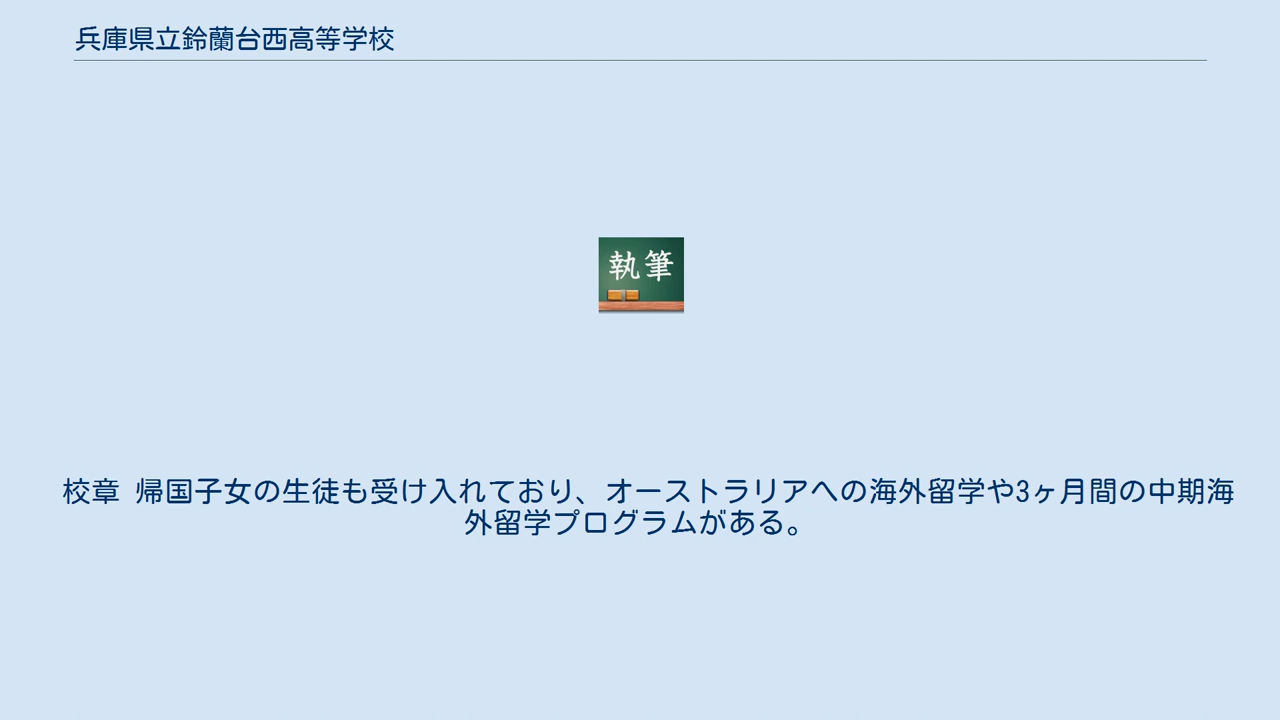 兵庫県立鈴蘭台西高等学校
執筆
校章 帰国子女の生徒も受け入れており、オーストラリアへの海外留学や3ヶ月間の中期海
外留学プログラムがある。